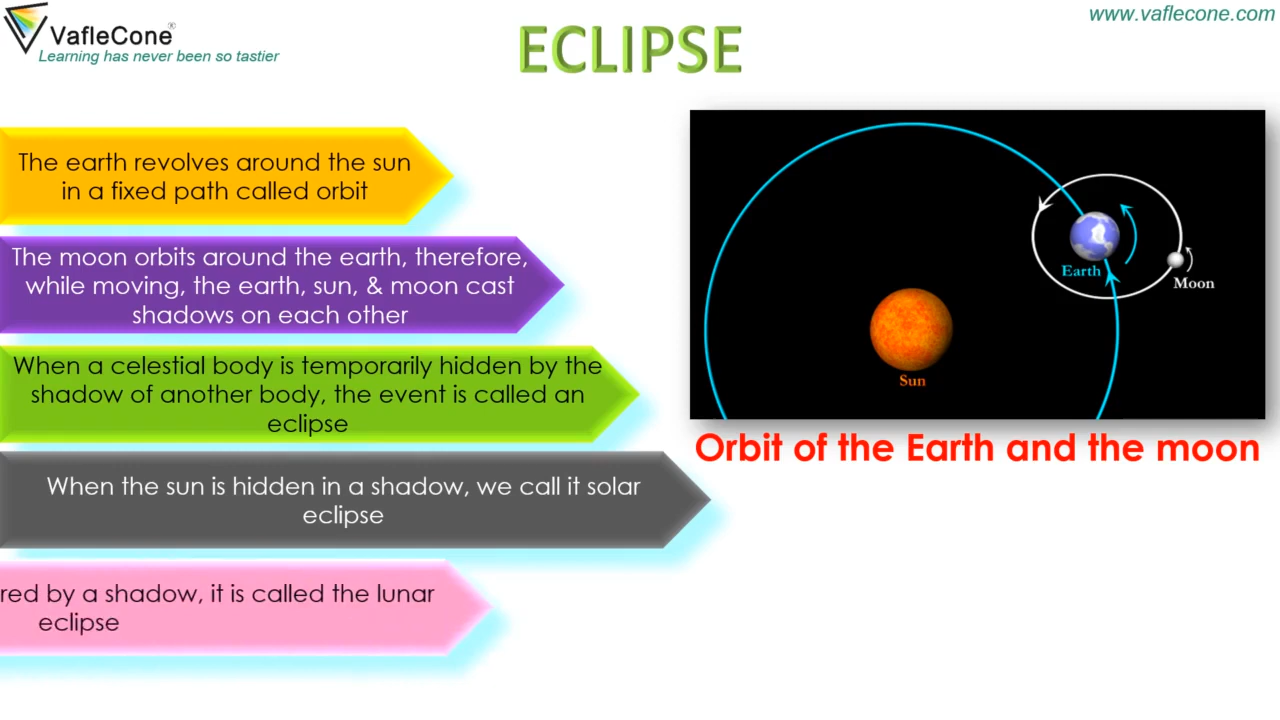 VafleCone®
Learning has never been so tastier
www.vaflecone.com
ECLIPSE
The earth revolves around the sun
in a fixed path called orbit
The moon orbits around the earth, therefore,
while moving, the earth, sun, & moon cast
shadows on each other
When a celestial body is temporarily hidden by the
shadow of another body, the event is called an
eclipse
When the sun is hidden in a shadow, we call it solar
eclipse
red by a shadow, it is called the lunar
eclipse
Earth
Moon
Sun
Orbit of the Earth and the moon